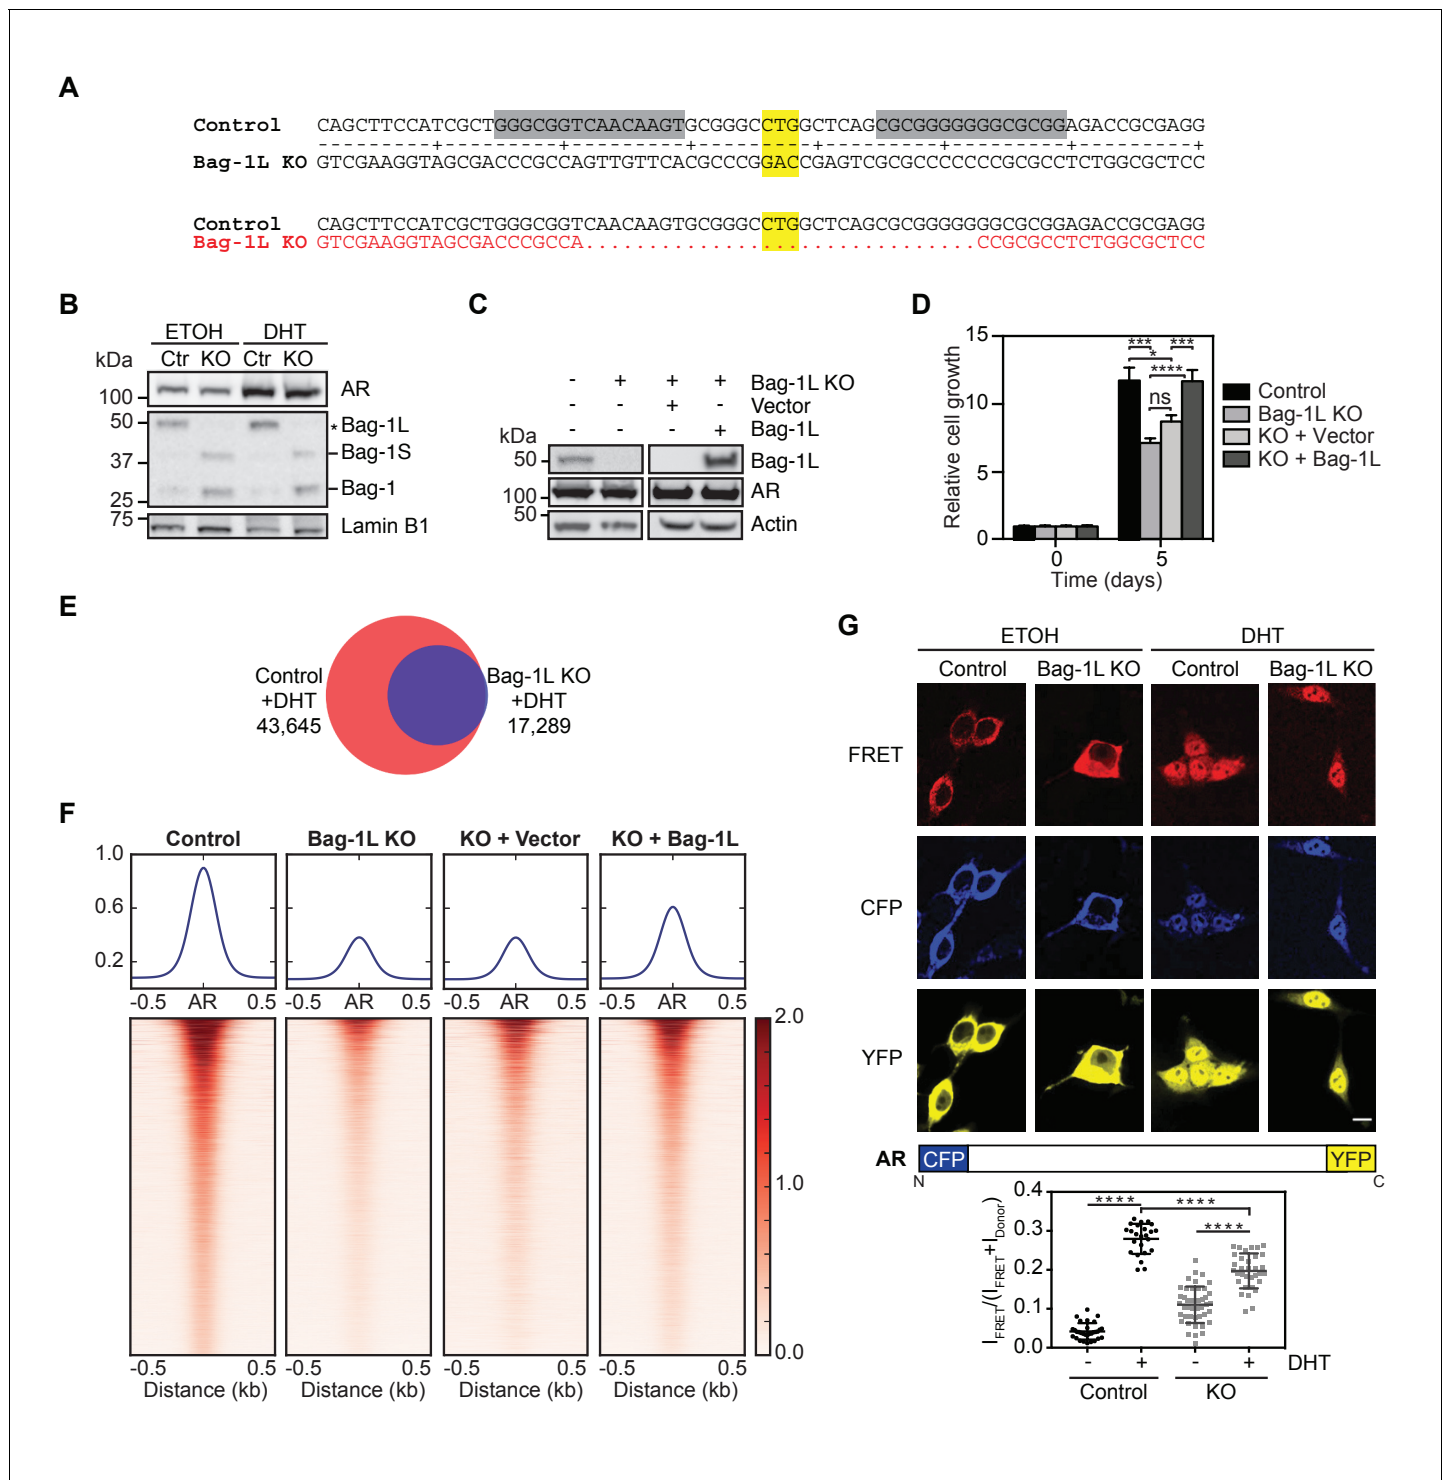 A
Control CAGCTTCCATCGCTGGGCGGTCAACAAGTGCGGGCCTGGCTCAGCGCGGGGGGGCGCGGAGACCGCGAGG
---------+---------+---------+---------+---------+---------+---------+
Bag-1L KO GTCGAAGGTAGCGACCCGCCAGTTGTTCACGCCCGGACCGAGTCGCGCCCCCCCGCGCCTCTGGCGCTCC
Control CAGCTTCCATCGCTGGGCGGTCAACAAGTGCGGGCCTGGCTCAGCGCGGGGGGGCGCGGAGACCGCGAGG
Bag-1L KO GTCGAAGGTAGCGACCCGCCA...............................CCGCGCCTCTGGCGCTCC
B
ETOH DHT
kDa Ctr KO Ctr KO
100 AR
50 * Bag-1L
Bag-1S
37
Bag-1
25
75 Lamin B1
C
- + + + Bag-1L KO
- - + - Vector
- - - + Bag-1L
kDa
50 Bag-1L
100 AR
50 Actin
D
Relative cell growth
15
10
5
0
*** ***
*
****
ns
0 5
Time (days)
Control
Bag-1L KO
KO + Vector
KO + Bag-1L
E
Control
+DHT
43,645
Bag-1L KO
+DHT
17,289
F
Control Bag-1L KO KO + Vector KO + Bag-1L
1.0
0.6
0.2
-0.5 AR 0.5 -0.5 AR 0.5 -0.5 AR 0.5 -0.5 AR 0.5
2.0
1.0
0.0
-0.5 0.5 -0.5 0.5 -0.5 0.5 -0.5 0.5
Distance (kb) Distance (kb) Distance (kb) Distance (kb)
G
ETOH DHT
Control Bag-1L KO Control Bag-1L KO
FRET
CFP
YFP
AR CFP YFP
N C
I FRET/(I FRET+I Donor)
0.4
0.3
0.2
0.1
0.0
**** ****
****
- + - + DHT
Control KO